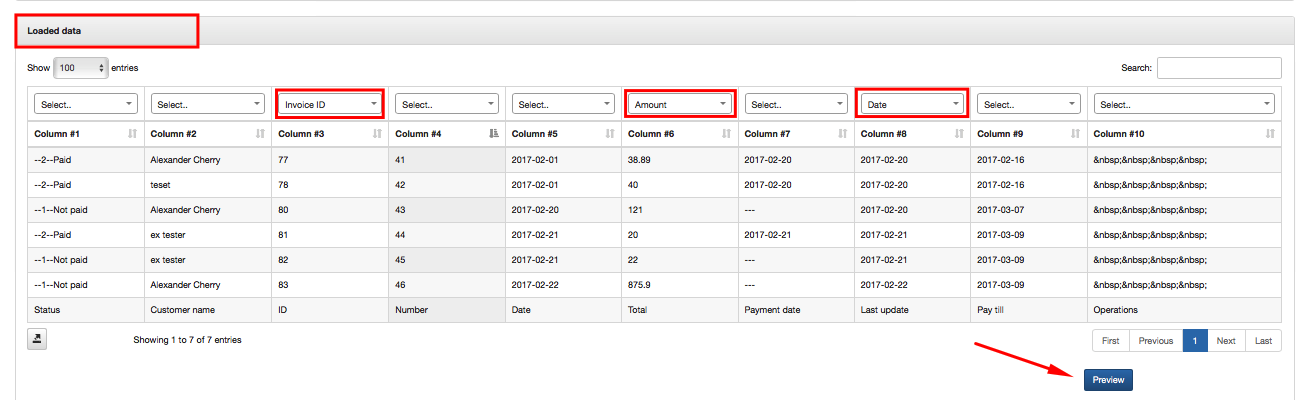 Loaded data
Show 100 entries Search:
Select.. Select.. Invoice ID Select.. Select.. Amount Select.. Date Select.. Select..
Column #1 Column #2 Column #3 Column #4 Column #5 Column #6 Column #7 Column #8 Column #9 Column #10
--2--Paid Alexander Cherry 77 41 2017-02-01 38.89 2017-02-20 2017-02-20 2017-02-16 &nbsp;&nbsp;&nbsp;&nbsp;
--2--Paid teset 78 42 2017-02-01 40 2017-02-20 2017-02-20 2017-02-16 &nbsp;&nbsp;&nbsp;&nbsp;
--1--Not paid Alexander Cherry 80 43 2017-02-20 121 --- 2017-02-20 2017-03-07 &nbsp;&nbsp;&nbsp;&nbsp;
--2--Paid ex tester 81 44 2017-02-21 20 2017-02-21 2017-02-21 2017-03-09 &nbsp;&nbsp;&nbsp;&nbsp;
--1--Not paid ex tester 82 45 2017-02-21 22 --- 2017-02-21 2017-03-09 &nbsp;&nbsp;&nbsp;&nbsp;
--1--Not paid Alexander Cherry 83 46 2017-02-22 875.9 --- 2017-02-22 2017-03-09 &nbsp;&nbsp;&nbsp;&nbsp;
Status Customer name ID Number Date Total Payment date Last update Pay till Operations
Showing 1 to 7 of 7 entries First Previous 1 Next Last
Preview